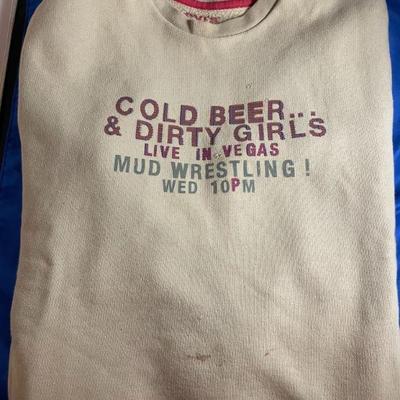 COLD BEER...
& DIRTY GIRLS
LIVE IN VEGAS
MUD WRESTLING !
WED 10PM